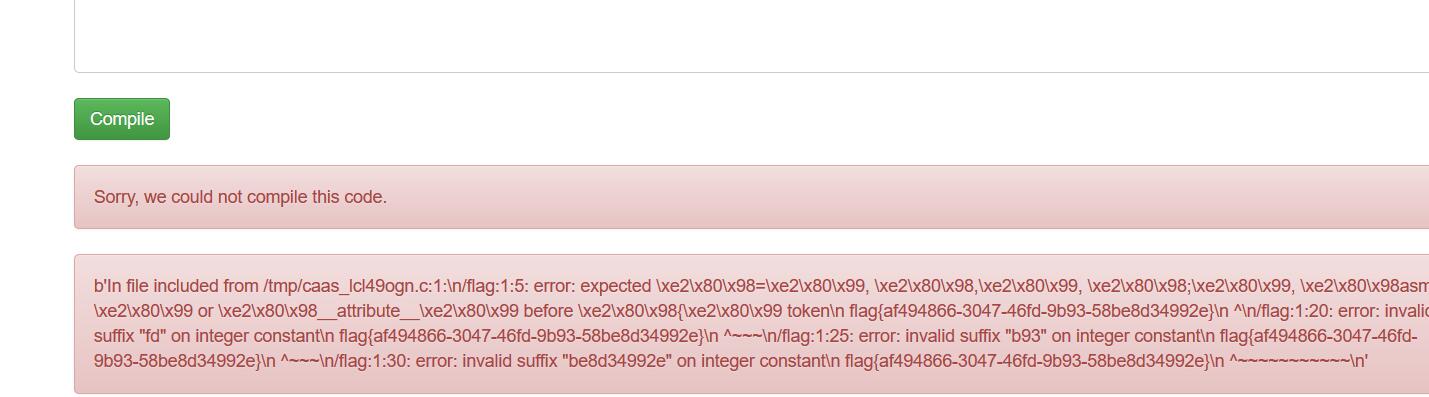 Compile
Sorry, we could not compile this code.
b'In file included from /tmp/caas_lcl49ogn.c:1:\n/flag:1:5: error: expected \xe2\x80\x98=\xe2\x80\x99, \xe2\x80\x98,\xe2\x80\x99, \xe2\x80\x98;\xe2\x80\x99, \xe2\x80\x98asm
\xe2\x80\x99 or \xe2\x80\x98__attribute__\xe2\x80\x99 before \xe2\x80\x98{\xe2\x80\x99 token\n flag{af494866-3047-46fd-9b93-58be8d34992e}\n ^\n/flag:1:20: error: invalid
suffix "fd" on integer constant\n flag{af494866-3047-46fd-9b93-58be8d34992e}\n ^~~~\n/flag:1:25: error: invalid suffix "b93" on integer constant\n flag{af494866-3047-46fd-
9b93-58be8d34992e}\n ^~~~\n/flag:1:30: error: invalid suffix "be8d34992e" on integer constant\n flag{af494866-3047-46fd-9b93-58be8d34992e}\n ^~~~~~~~~~~~\n'